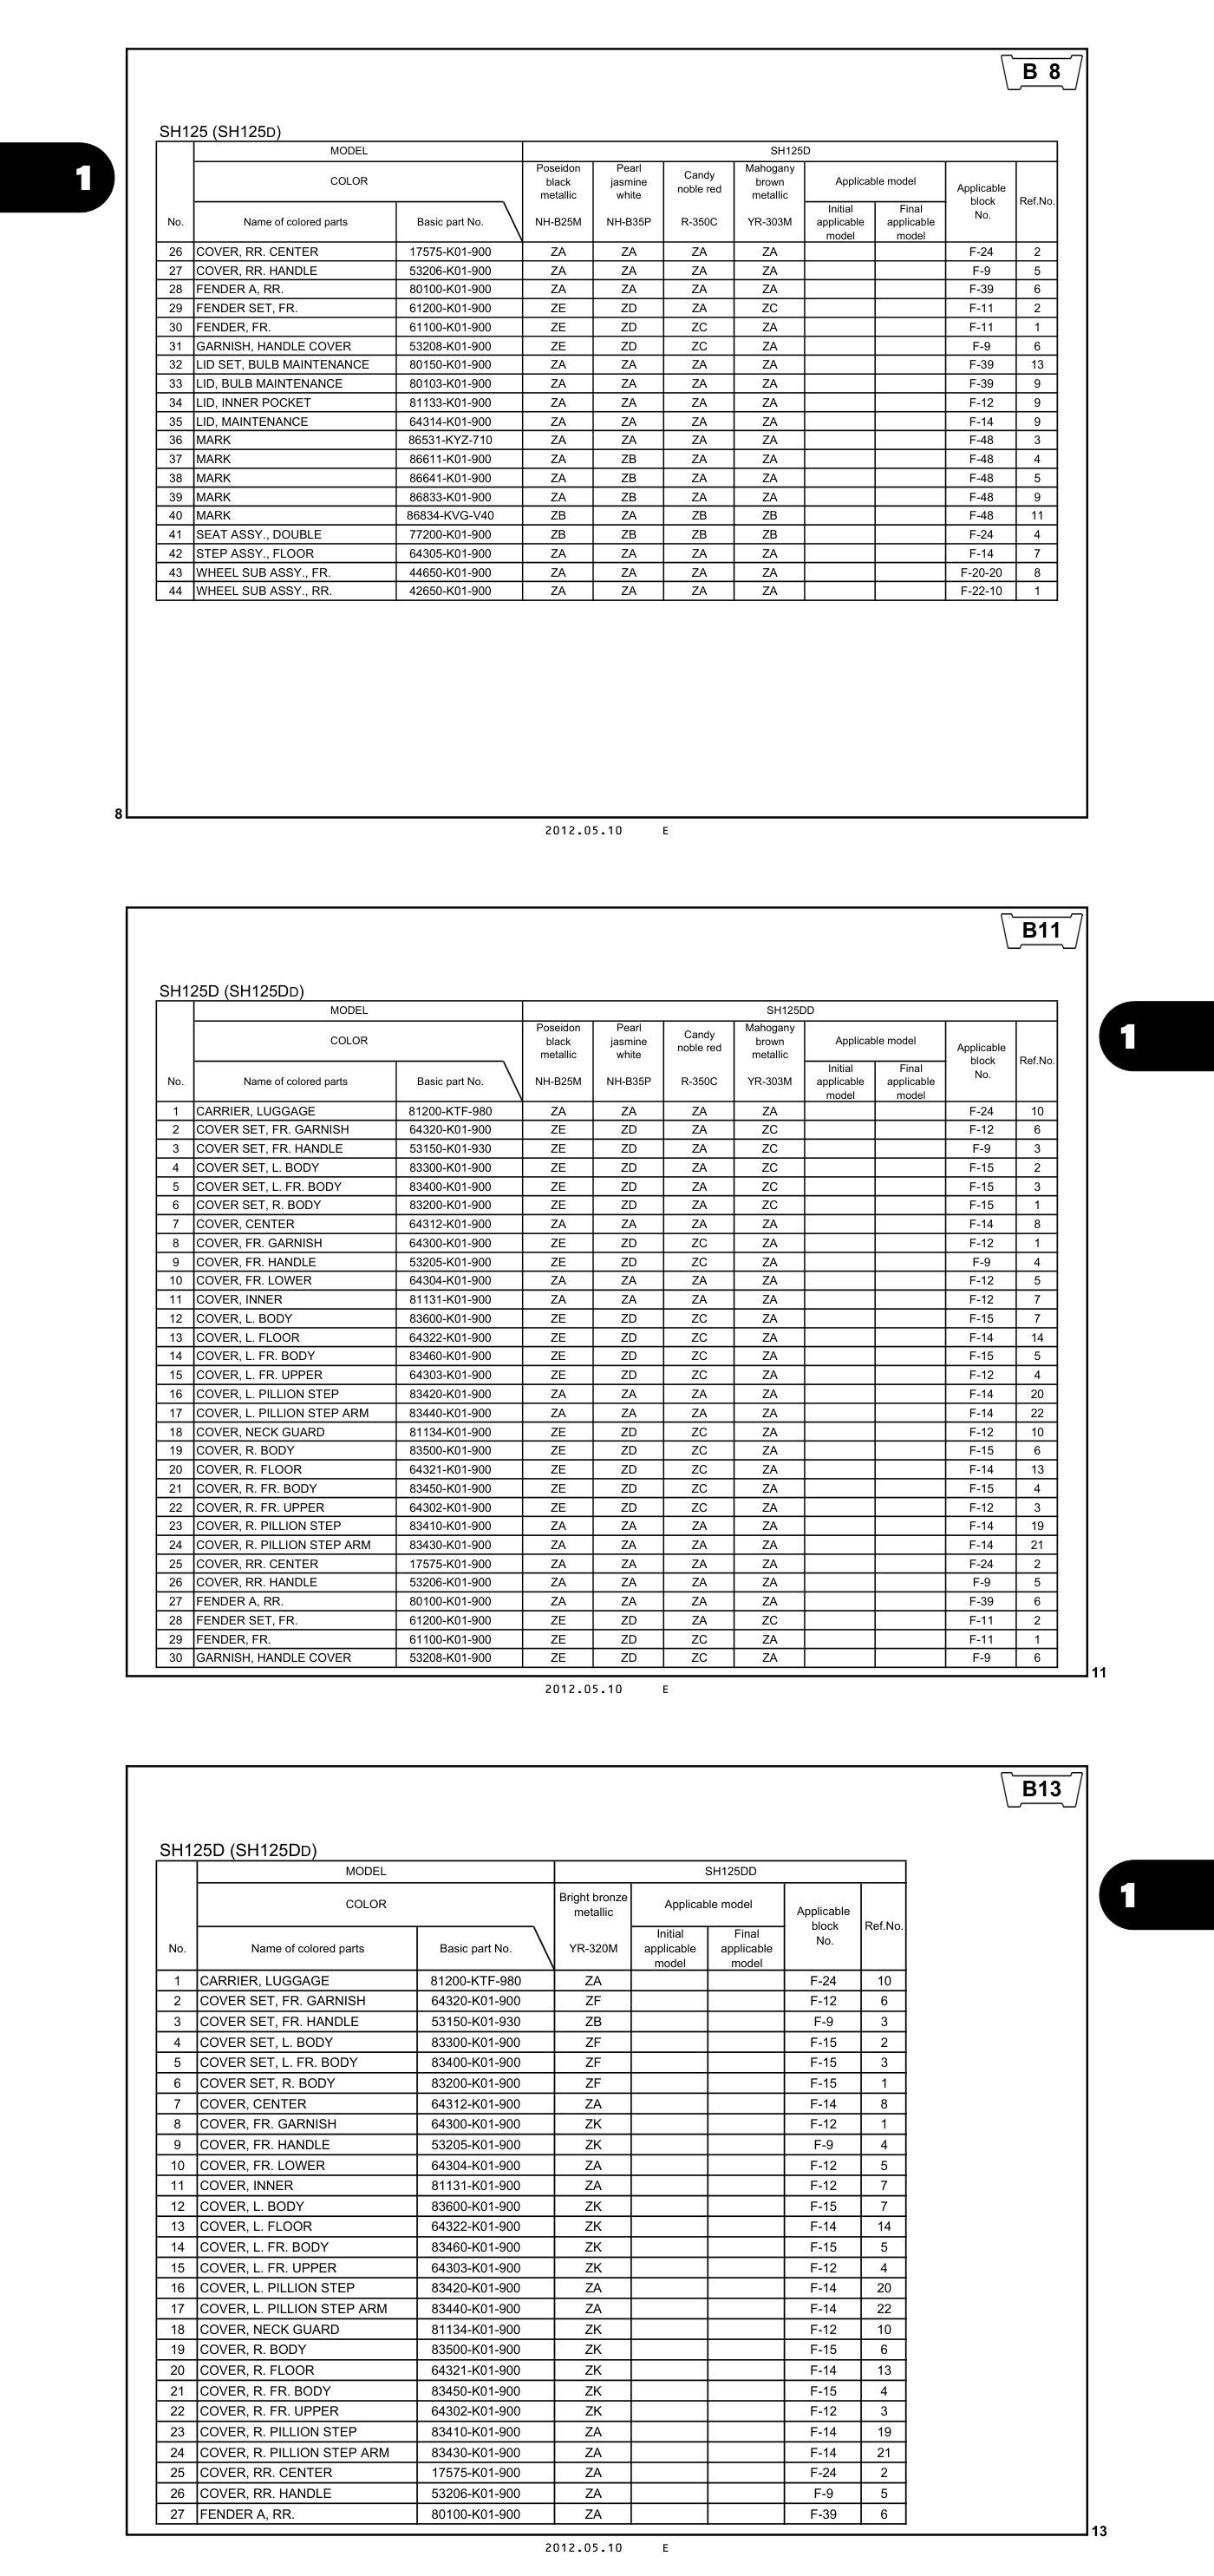 B 8
1
SH125 (SH125D)
MODEL SH125D
COLOR Poseidon black metallic Pearl jasmine white Candy noble red Mahogany brown metallic Applicable model Applicable block No. Ref.No.
No. Name of colored parts Basic part No. NH-B25M NH-B35P R-350C YR-303M Initial applicable model Final applicable model
26 COVER, RR. CENTER 17575-K01-900 ZA ZA ZA ZA F-24 2
27 COVER, RR. HANDLE 53206-K01-900 ZA ZA ZA ZA F-9 5
28 FENDER A, RR. 80100-K01-900 ZA ZA ZA ZA F-39 6
29 FENDER SET, FR. 61200-K01-900 ZE ZD ZA ZC F-11 2
30 FENDER, FR. 61100-K01-900 ZE ZD ZC ZA F-11 1
31 GARNISH, HANDLE COVER 53208-K01-900 ZE ZD ZC ZA F-9 6
32 LID SET, BULB MAINTENANCE 80150-K01-900 ZA ZA ZA ZA F-39 13
33 LID, BULB MAINTENANCE 80103-K01-900 ZA ZA ZA ZA F-39 9
34 LID, INNER POCKET 81133-K01-900 ZA ZA ZA ZA F-12 9
35 LID, MAINTENANCE 64314-K01-900 ZA ZA ZA ZA F-14 9
36 MARK 86531-KYZ-710 ZA ZA ZA ZA F-48 3
37 MARK 86611-K01-900 ZA ZB ZA ZA F-48 4
38 MARK 86641-K01-900 ZA ZB ZA ZA F-48 5
39 MARK 86833-K01-900 ZA ZB ZA ZA F-48 9
40 MARK 86834-KVG-V40 ZB ZA ZB ZB F-48 11
41 SEAT ASSY., DOUBLE 77200-K01-900 ZB ZB ZB ZB F-24 4
42 STEP ASSY., FLOOR 64305-K01-900 ZA ZA ZA ZA F-14 7
43 WHEEL SUB ASSY., FR. 44650-K01-900 ZA ZA ZA ZA F-20-20 8
44 WHEEL SUB ASSY., RR. 42650-K01-900 ZA ZA ZA ZA F-22-10 1
8
2012.05.10 E
B11
1
SH125D (SH125DD)
MODEL SH125DD
COLOR Poseidon black metallic Pearl jasmine white Candy noble red Mahogany brown metallic Applicable model Applicable block No. Ref.No.
No. Name of colored parts Basic part No. NH-B25M NH-B35P R-350C YR-303M Initial applicable model Final applicable model
1 CARRIER, LUGGAGE 81200-KTF-980 ZA ZA ZA ZA F-24 10
2 COVER SET, FR. GARNISH 64320-K01-900 ZE ZD ZA ZC F-12 6
3 COVER SET, FR. HANDLE 53150-K01-930 ZE ZD ZA ZC F-9 3
4 COVER SET, L. BODY 83300-K01-900 ZE ZD ZA ZC F-15 2
5 COVER SET, L. FR. BODY 83400-K01-900 ZE ZD ZA ZC F-15 3
6 COVER SET, R. BODY 83200-K01-900 ZE ZD ZA ZC F-15 1
7 COVER, CENTER 64312-K01-900 ZA ZA ZA ZA F-14 8
8 COVER, FR. GARNISH 64300-K01-900 ZE ZD ZC ZA F-12 1
9 COVER, FR. HANDLE 53205-K01-900 ZE ZD ZC ZA F-9 4
10 COVER, FR. LOWER 64304-K01-900 ZA ZA ZA ZA F-12 5
11 COVER, INNER 81131-K01-900 ZA ZA ZA ZA F-12 7
12 COVER, L. BODY 83600-K01-900 ZE ZD ZC ZA F-15 7
13 COVER, L. FLOOR 64322-K01-900 ZE ZD ZC ZA F-14 14
14 COVER, L. FR. BODY 83460-K01-900 ZE ZD ZC ZA F-15 5
15 COVER, L. FR. UPPER 64303-K01-900 ZE ZD ZC ZA F-12 4
16 COVER, L. PILLION STEP 83420-K01-900 ZA ZA ZA ZA F-14 20
17 COVER, L. PILLION STEP ARM 83440-K01-900 ZA ZA ZA ZA F-14 22
18 COVER, NECK GUARD 81134-K01-900 ZE ZD ZC ZA F-12 10
19 COVER, R. BODY 83500-K01-900 ZE ZD ZC ZA F-15 6
20 COVER, R. FLOOR 64321-K01-900 ZE ZD ZC ZA F-14 13
21 COVER, R. FR. BODY 83450-K01-900 ZE ZD ZC ZA F-15 4
22 COVER, R. FR. UPPER 64302-K01-900 ZE ZD ZC ZA F-12 3
23 COVER, R. PILLION STEP 83410-K01-900 ZA ZA ZA ZA F-14 19
24 COVER, R. PILLION STEP ARM 83430-K01-900 ZA ZA ZA ZA F-14 21
25 COVER, RR. CENTER 17575-K01-900 ZA ZA ZA ZA F-24 2
26 COVER, RR. HANDLE 53206-K01-900 ZA ZA ZA ZA F-9 5
27 FENDER A, RR. 80100-K01-900 ZA ZA ZA ZA F-39 6
28 FENDER SET, FR. 61200-K01-900 ZE ZD ZA ZC F-11 2
29 FENDER, FR. 61100-K01-900 ZE ZD ZC ZA F-11 1
30 GARNISH, HANDLE COVER 53208-K01-900 ZE ZD ZC ZA F-9 6
11
2012.05.10 E
B13
1
SH125D (SH125DD)
MODEL SH125DD
COLOR Bright bronze metallic Applicable model Applicable block No. Ref.No.
No. Name of colored parts Basic part No. YR-320M Initial applicable model Final applicable model
1 CARRIER, LUGGAGE 81200-KTF-980 ZA F-24 10
2 COVER SET, FR. GARNISH 64320-K01-900 ZF F-12 6
3 COVER SET, FR. HANDLE 53150-K01-930 ZB F-9 3
4 COVER SET, L. BODY 83300-K01-900 ZF F-15 2
5 COVER SET, L. FR. BODY 83400-K01-900 ZF F-15 3
6 COVER SET, R. BODY 83200-K01-900 ZF F-15 1
7 COVER, CENTER 64312-K01-900 ZA F-14 8
8 COVER, FR. GARNISH 64300-K01-900 ZK F-12 1
9 COVER, FR. HANDLE 53205-K01-900 ZK F-9 4
10 COVER, FR. LOWER 64304-K01-900 ZA F-12 5
11 COVER, INNER 81131-K01-900 ZA F-12 7
12 COVER, L. BODY 83600-K01-900 ZK F-15 7
13 COVER, L. FLOOR 64322-K01-900 ZK F-14 14
14 COVER, L. FR. BODY 83460-K01-900 ZK F-15 5
15 COVER, L. FR. UPPER 64303-K01-900 ZK F-12 4
16 COVER, L. PILLION STEP 83420-K01-900 ZA F-14 20
17 COVER, L. PILLION STEP ARM 83440-K01-900 ZA F-14 22
18 COVER, NECK GUARD 81134-K01-900 ZK F-12 10
19 COVER, R. BODY 83500-K01-900 ZK F-15 6
20 COVER, R. FLOOR 64321-K01-900 ZK F-14 13
21 COVER, R. FR. BODY 83450-K01-900 ZK F-15 4
22 COVER, R. FR. UPPER 64302-K01-900 ZK F-12 3
23 COVER, R. PILLION STEP 83410-K01-900 ZA F-14 19
24 COVER, R. PILLION STEP ARM 83430-K01-900 ZA F-14 21
25 COVER, RR. CENTER 17575-K01-900 ZA F-24 2
26 COVER, RR. HANDLE 53206-K01-900 ZA F-9 5
27 FENDER A, RR. 80100-K01-900 ZA F-39 6
13
2012.05.10 E